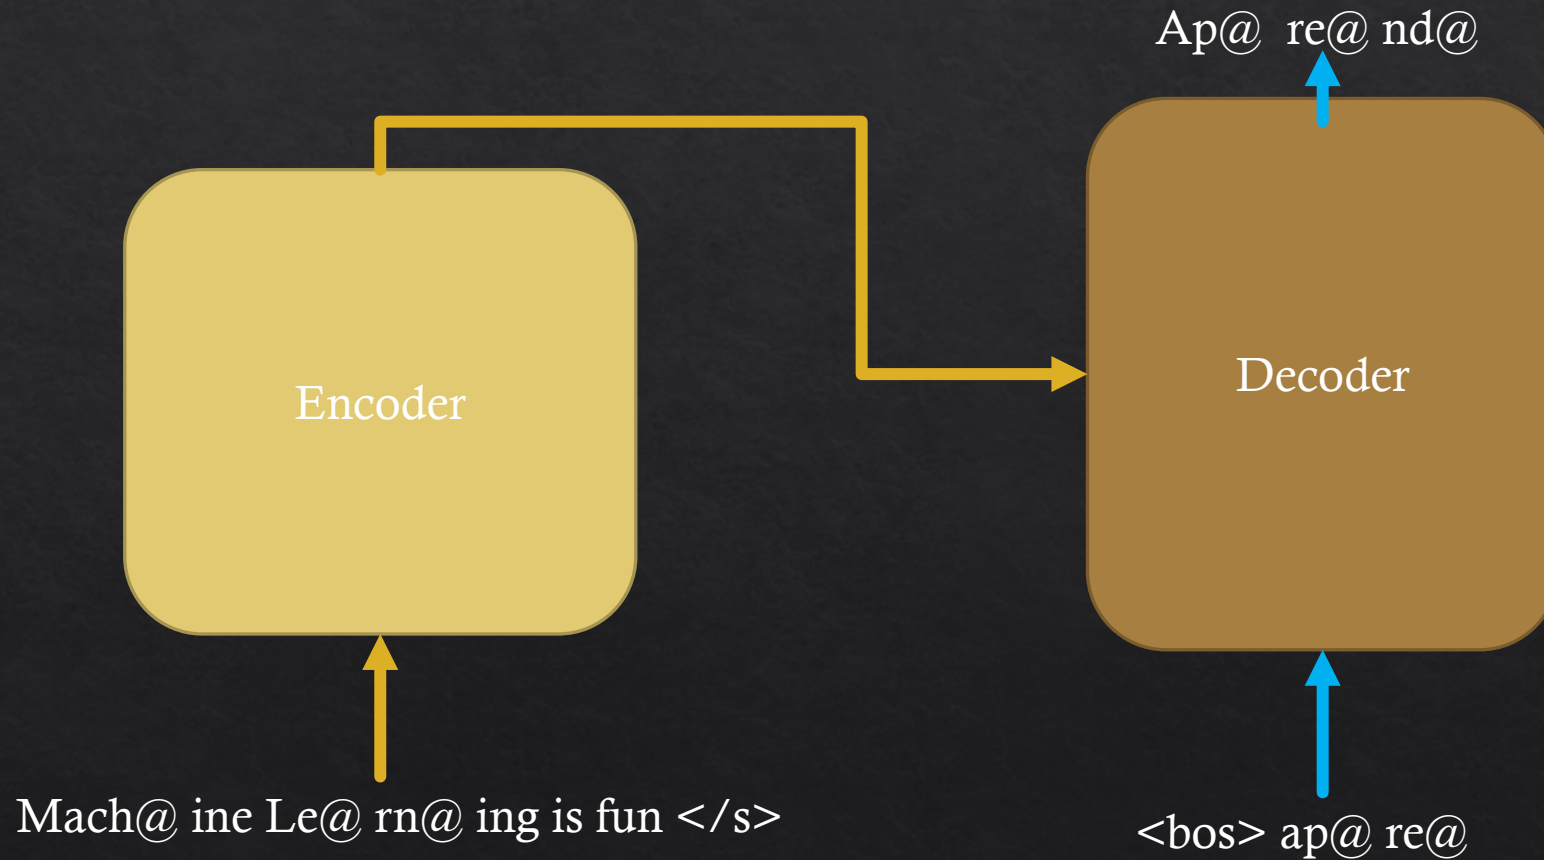 Ap@ re@ nd@
Encoder
Decoder
Mach@ ine Le@ rn@ ing is fun </s>
<bos> ap@ re@